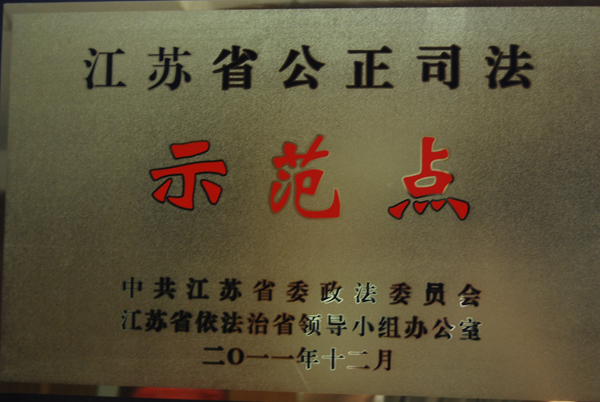 江苏省公正司法
示范点
中共江苏省委政法委员会
江苏省依法治省领导小组办公室
二〇一一年十二月